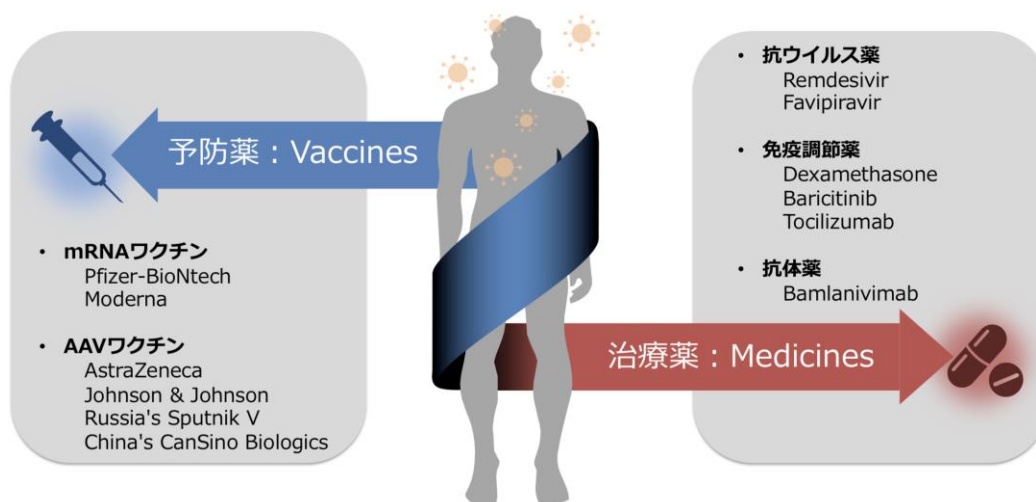 予防薬：Vaccines
• mRNAワクチン
Pfizer-BioNtech
Moderna
• AAVワクチン
AstraZeneca
Johnson & Johnson
Russia's Sputnik V
China's CanSino Biologics
• 抗ウイルス薬
Remdesivir
Favipiravir
• 免疫調節薬
Dexamethasone
Baricitinib
Tocilizumab
• 抗体薬
Bamlanivimab
治療薬：Medicines